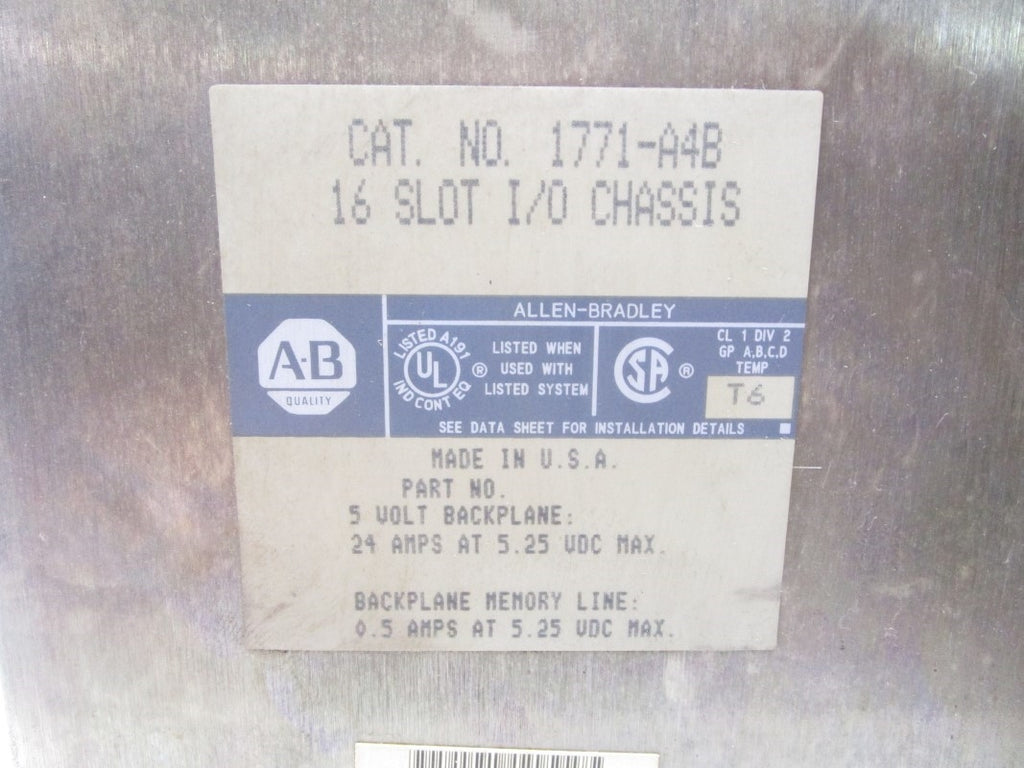 CAT. NO. 1771-A4B
16 SLOT I/O CHASSIS
ALLEN-BRADLEY
A-B
QUALITY
LISTED A191
UL
IND CONT EQ
®
LISTED WHEN
USED WITH
LISTED SYSTEM
CSA
®
CL 1 DIV 2
GP A,B,C,D
TEMP
T6
SEE DATA SHEET FOR INSTALLATION DETAILS
MADE IN U.S.A.
PART NO.
5 VOLT BACKPLANE:
24 AMPS AT 5.25 VDC MAX.
BACKPLANE MEMORY LINE:
0.5 AMPS AT 5.25 VDC MAX.